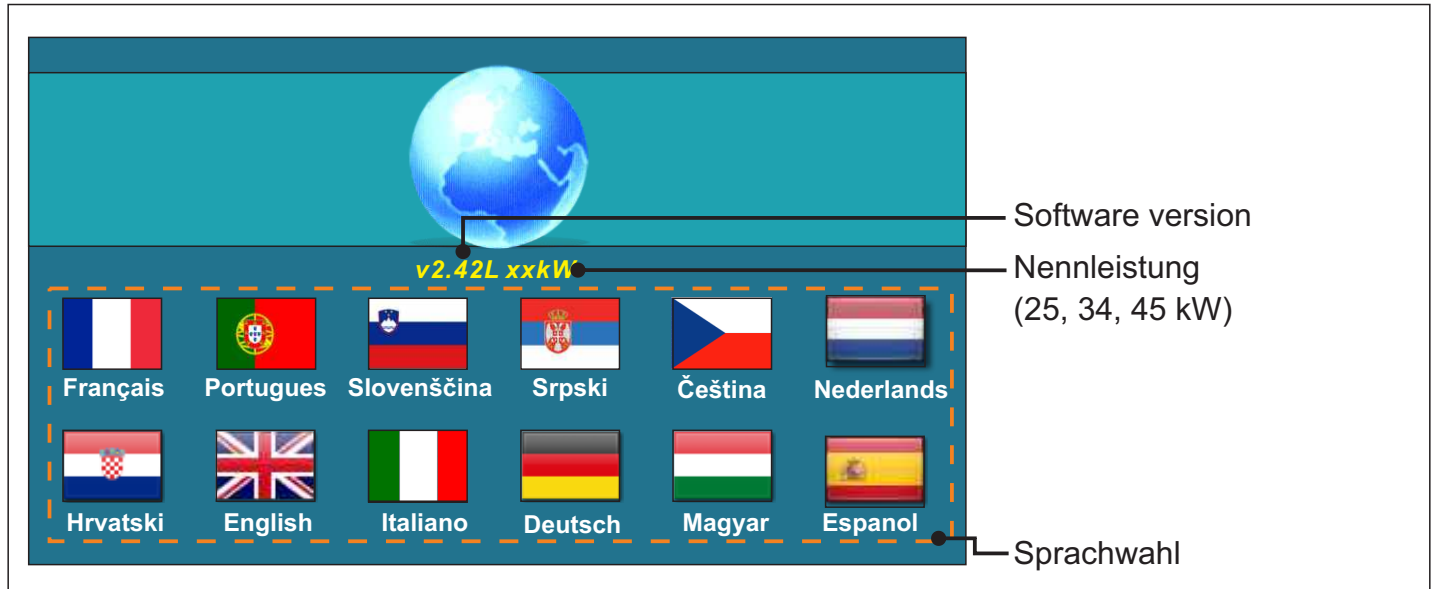 Software version
v2.42L xxkW
Nennleistung
(25, 34, 45 kW)
Français Portugues Slovenščina Srpski Čeština Nederlands
Hrvatski English Italiano Deutsch Magyar Espanol
Sprachwahl